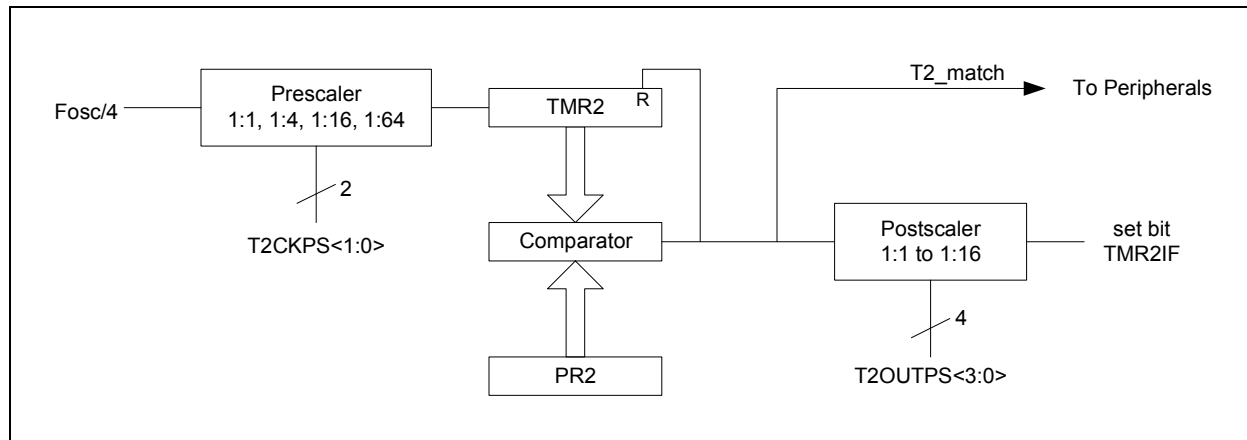 Fosc/4
Prescaler
1:1, 1:4, 1:16, 1:64
2
T2CKPS<1:0>
TMR2
R
Comparator
PR2
T2_match
To Peripherals
Postscaler
1:1 to 1:16
4
T2OUTPS<3:0>
set bit
TMR2IF